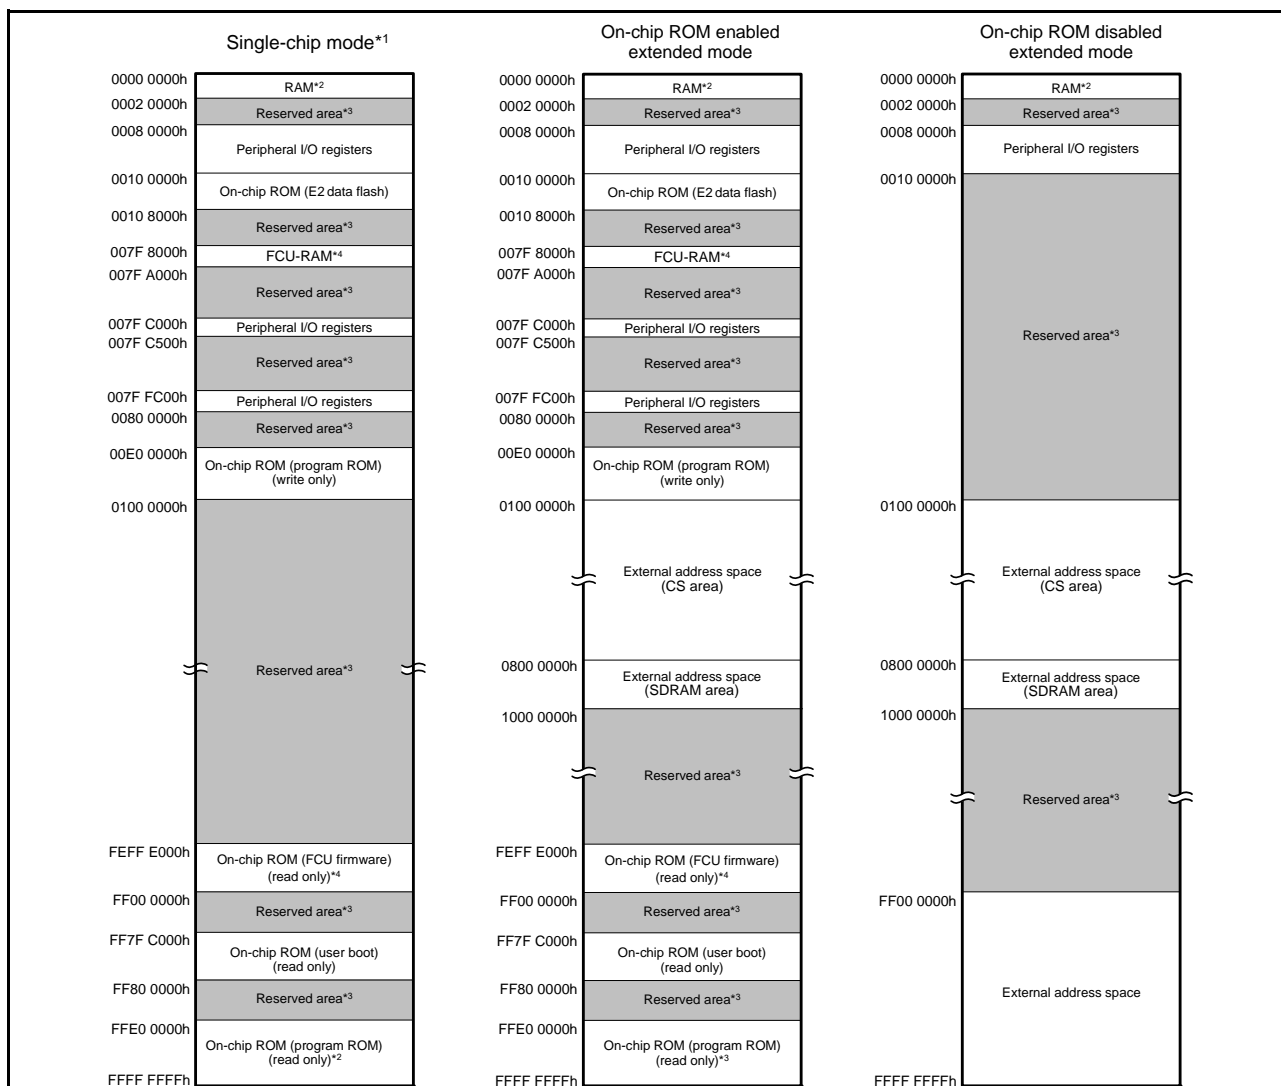 Single-chip mode*1
0000 0000h
RAM*2
0002 0000h
Reserved area*3
0008 0000h
Peripheral I/O registers
0010 0000h
On-chip ROM (E2 data flash)
0010 8000h
Reserved area*3
007F 8000h
FCU-RAM*4
007F A000h
Reserved area*3
007F C000h
Peripheral I/O registers
007F C500h
Reserved area*3
007F FC00h
Peripheral I/O registers
0080 0000h
Reserved area*3
00E0 0000h
On-chip ROM (program ROM)
(write only)
0100 0000h
Reserved area*3
FEFF E000h
On-chip ROM (FCU firmware)
(read only)*4
FF00 0000h
Reserved area*3
FF7F C000h
On-chip ROM (user boot)
(read only)
FF80 0000h
Reserved area*3
FFE0 0000h
On-chip ROM (program ROM)
(read only)*2
FFFF FFFFh
On-chip ROM enabled
extended mode
0000 0000h
RAM*2
0002 0000h
Reserved area*3
0008 0000h
Peripheral I/O registers
0010 0000h
On-chip ROM (E2 data flash)
0010 8000h
Reserved area*3
007F 8000h
FCU-RAM*4
007F A000h
Reserved area*3
007F C000h
Peripheral I/O registers
007F C500h
Reserved area*3
007F FC00h
Peripheral I/O registers
0080 0000h
Reserved area*3
00E0 0000h
On-chip ROM (program ROM)
(write only)
0100 0000h
External address space
(CS area)
0800 0000h
External address space
(SDRAM area)
1000 0000h
Reserved area*3
FEFF E000h
On-chip ROM (FCU firmware)
(read only)*4
FF00 0000h
Reserved area*3
FF7F C000h
On-chip ROM (user boot)
(read only)
FF80 0000h
Reserved area*3
FFE0 0000h
On-chip ROM (program ROM)
(read only)*3
FFFF FFFFh
On-chip ROM disabled
extended mode
0000 0000h
RAM*2
0002 0000h
Reserved area*3
0008 0000h
Peripheral I/O registers
0010 0000h
Reserved area*3
0100 0000h
External address space
(CS area)
0800 0000h
External address space
(SDRAM area)
1000 0000h
Reserved area*3
FF00 0000h
External address space
FFFF FFFFh